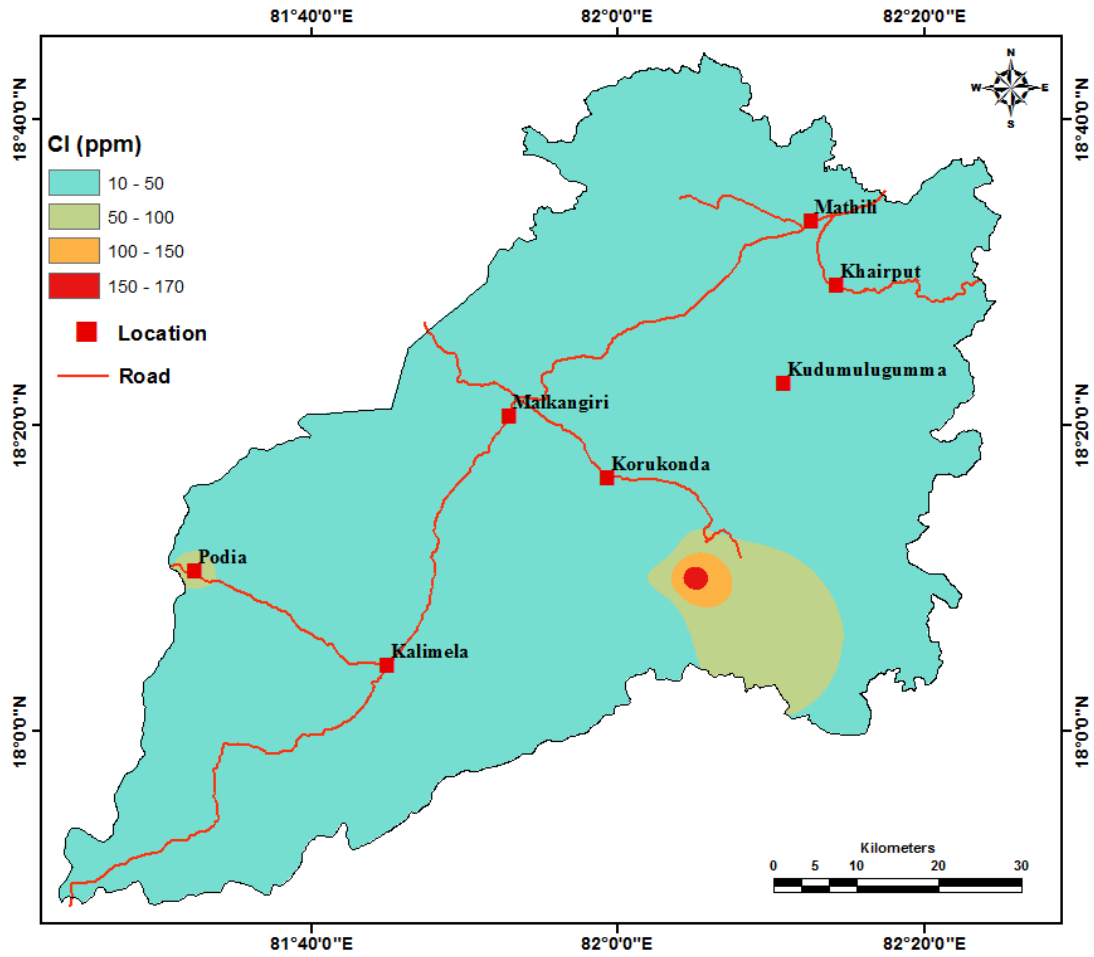 81°40'0"E 82°0'0"E 82°20'0"E
N
W E
S
18°40'0"N 18°40'0"N
Cl (ppm)
10 - 50
50 - 100
100 - 150
150 - 170
Location
Road
Mathili
Khairput
Kudumulugumma
Malkangiri
18°20'0"N 18°20'0"N
Korukonda
Podia
Kalimela
18°0'0"N 18°0'0"N
Kilometers
0 5 10 20 30
81°40'0"E 82°0'0"E 82°20'0"E